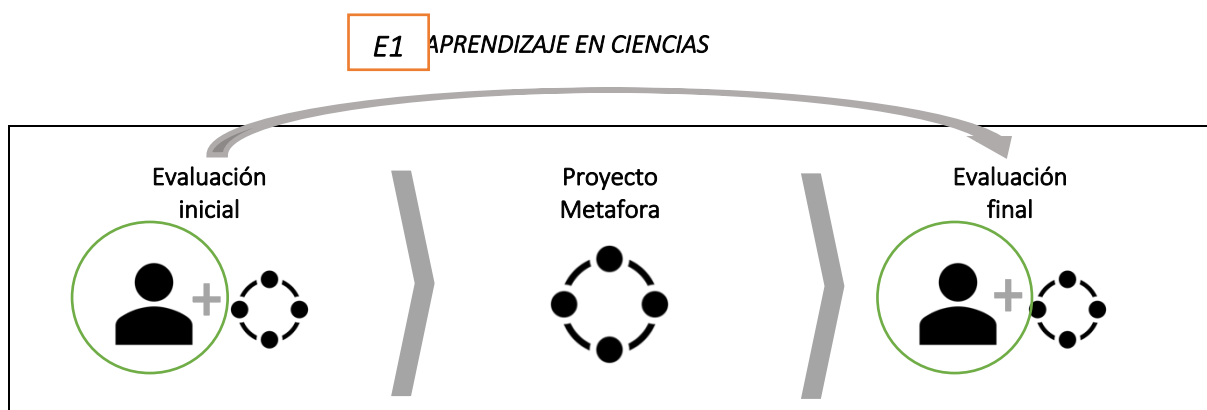 E1 APRENDIZAJE EN CIENCIAS
Evaluación
inicial
Proyecto
Metafora
Evaluación
final